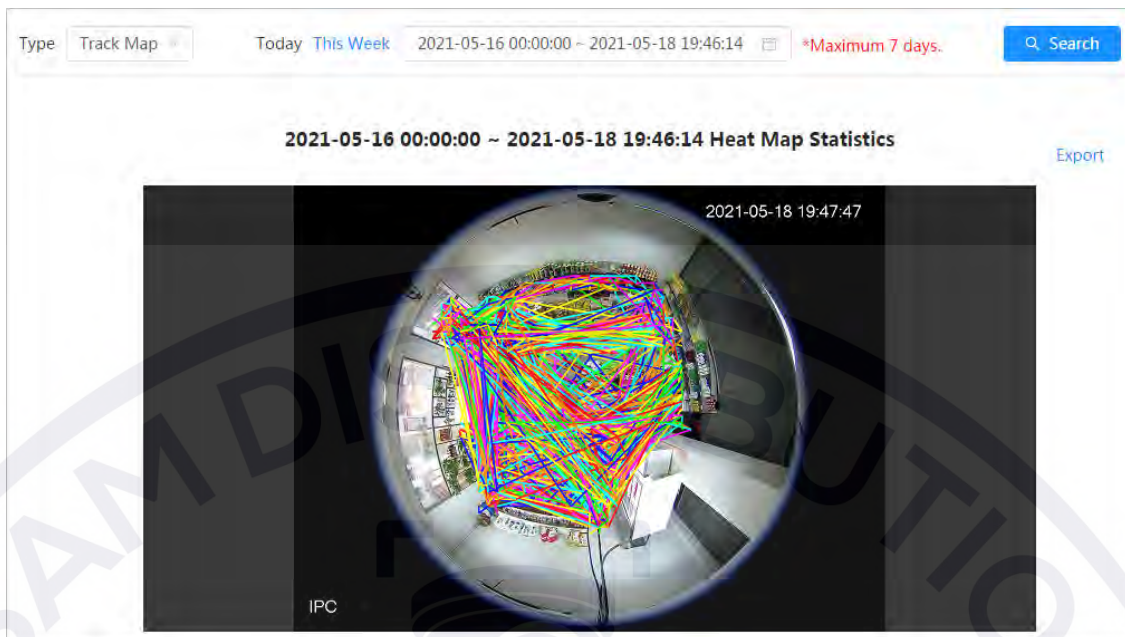 Type Track Map Today This Week 2021-05-16 00:00:00 ~ 2021-05-18 19:46:14 *Maximum 7 days. Search
2021-05-16 00:00:00 ~ 2021-05-18 19:46:14 Heat Map Statistics
Export
2021-05-18 19:47:47
IPC